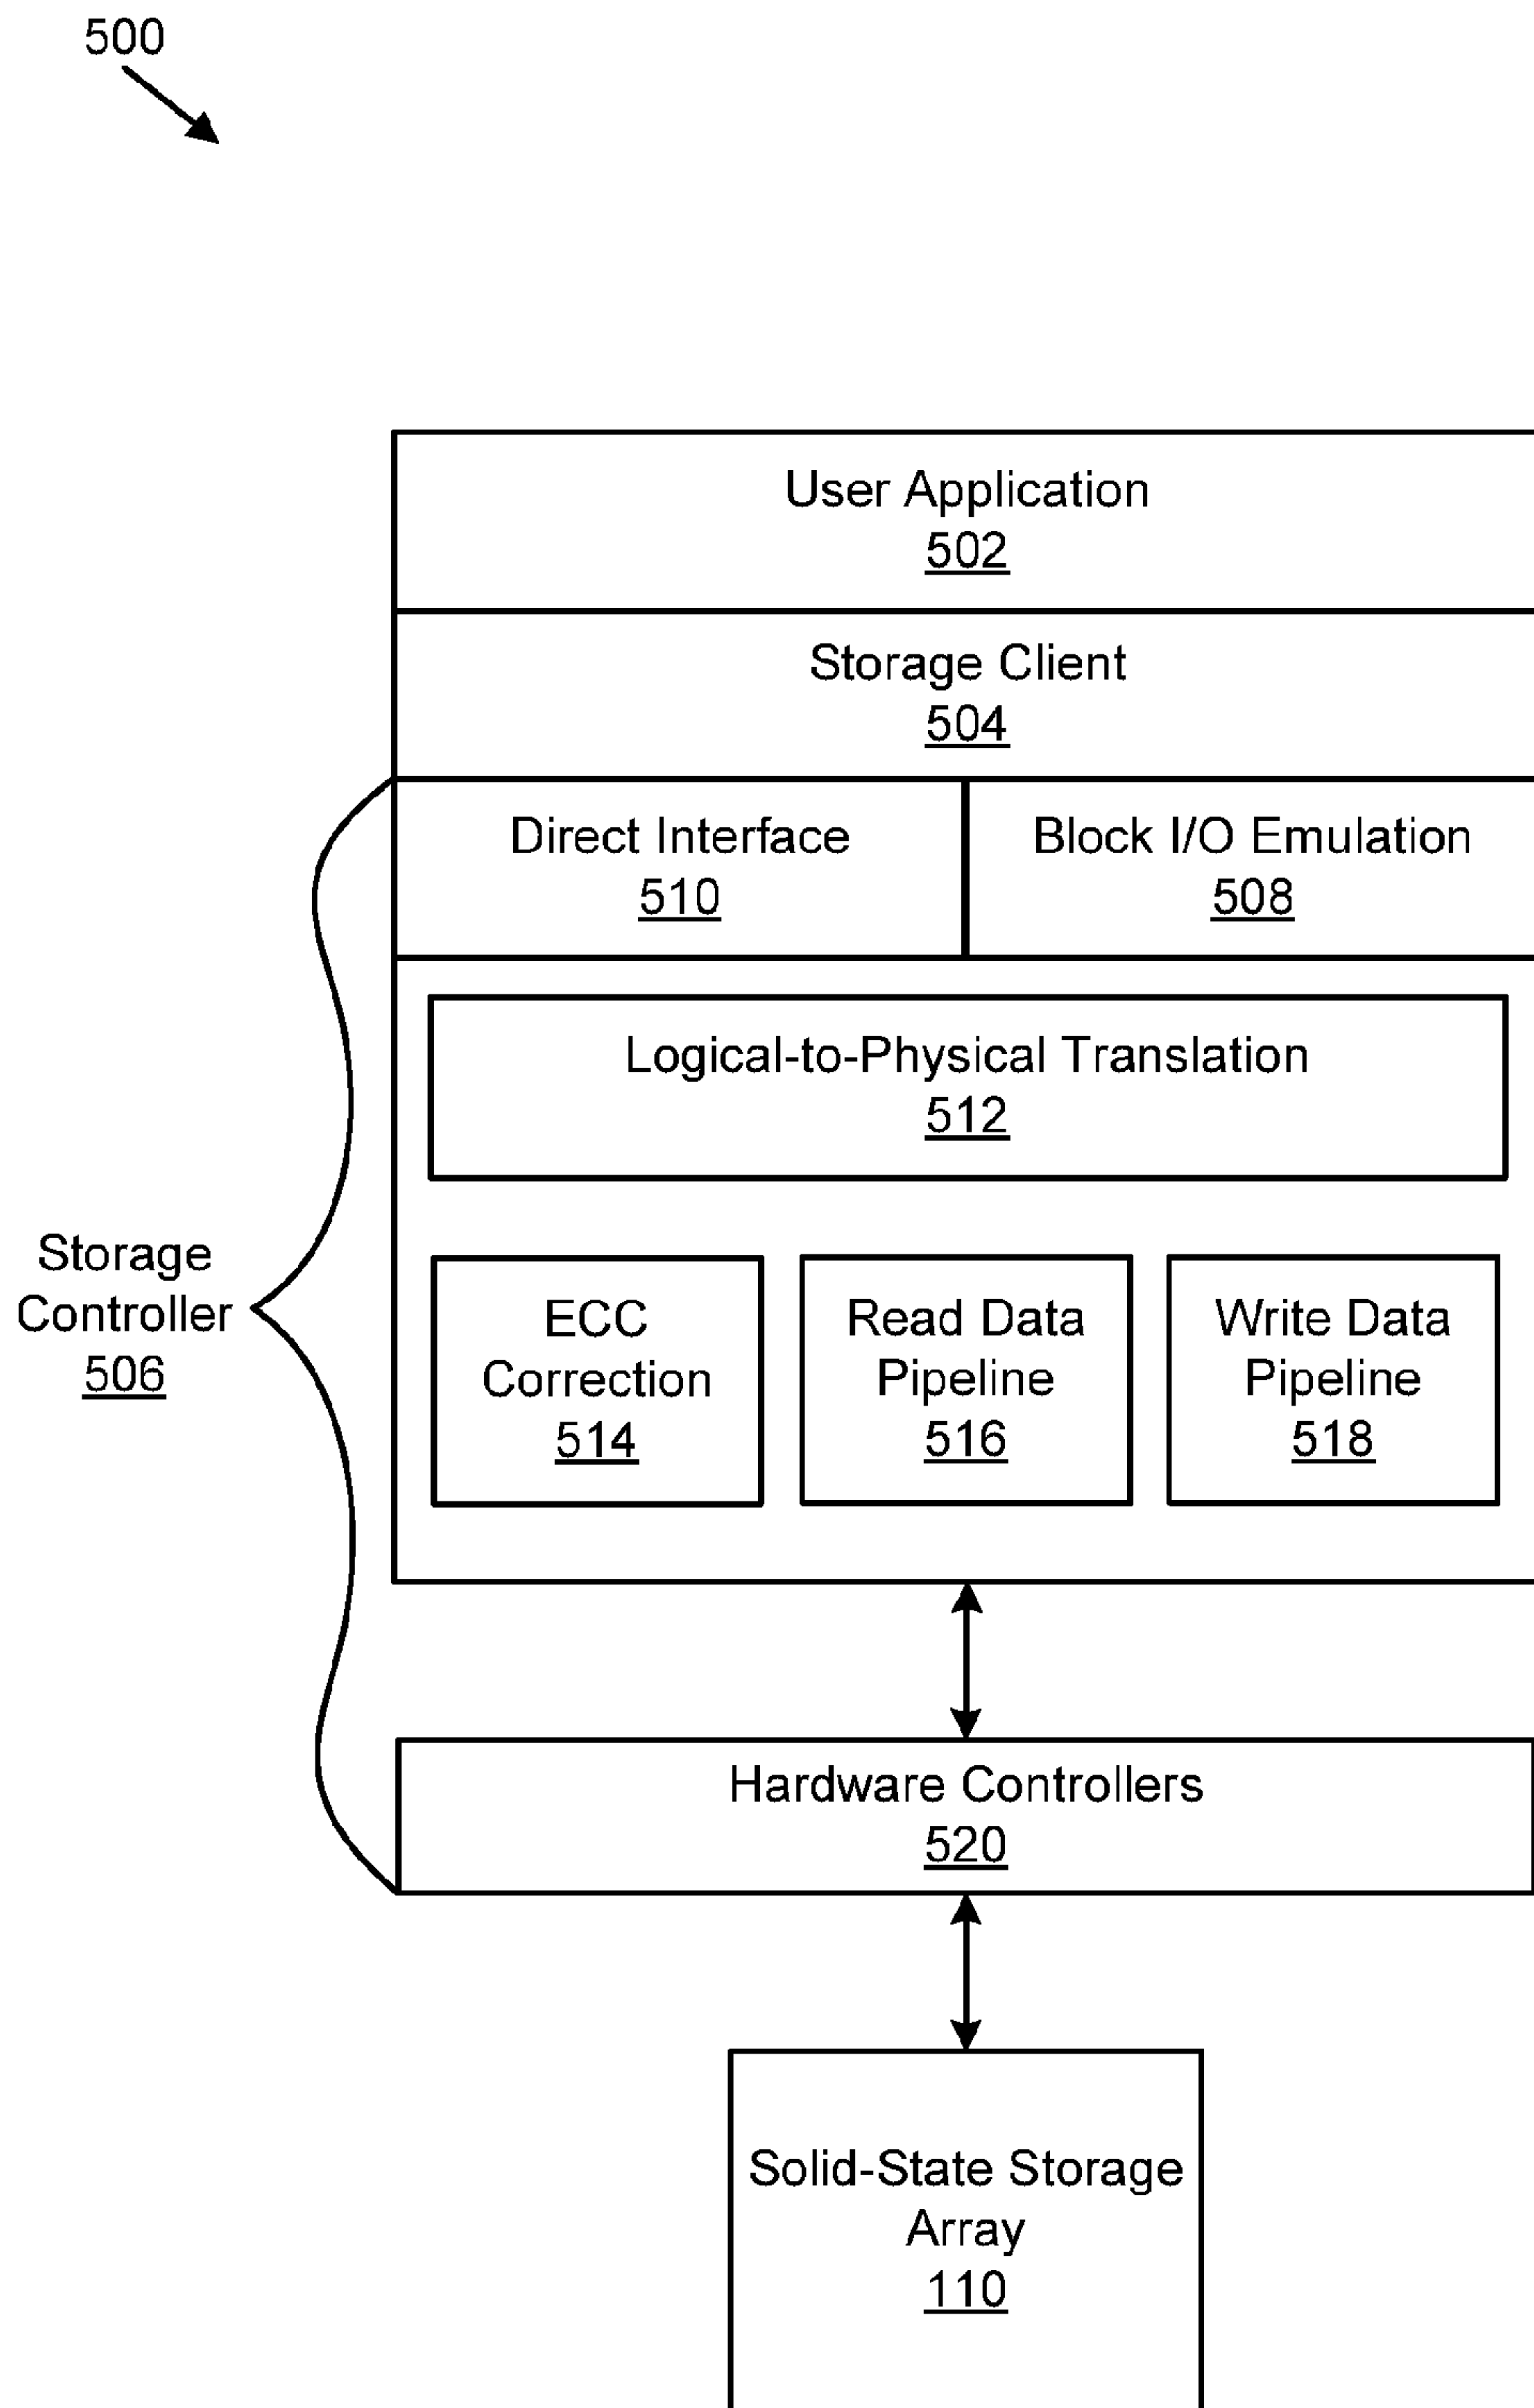 500
User Application
502
Storage Client
504
Direct Interface
510
Block I/O Emulation
508
Logical-to-Physical Translation
512
Storage
Controller
506
ECC
Correction
514
Read Data
Pipeline
516
Write Data
Pipeline
518
Hardware Controllers
520
Solid-State Storage
Array
110